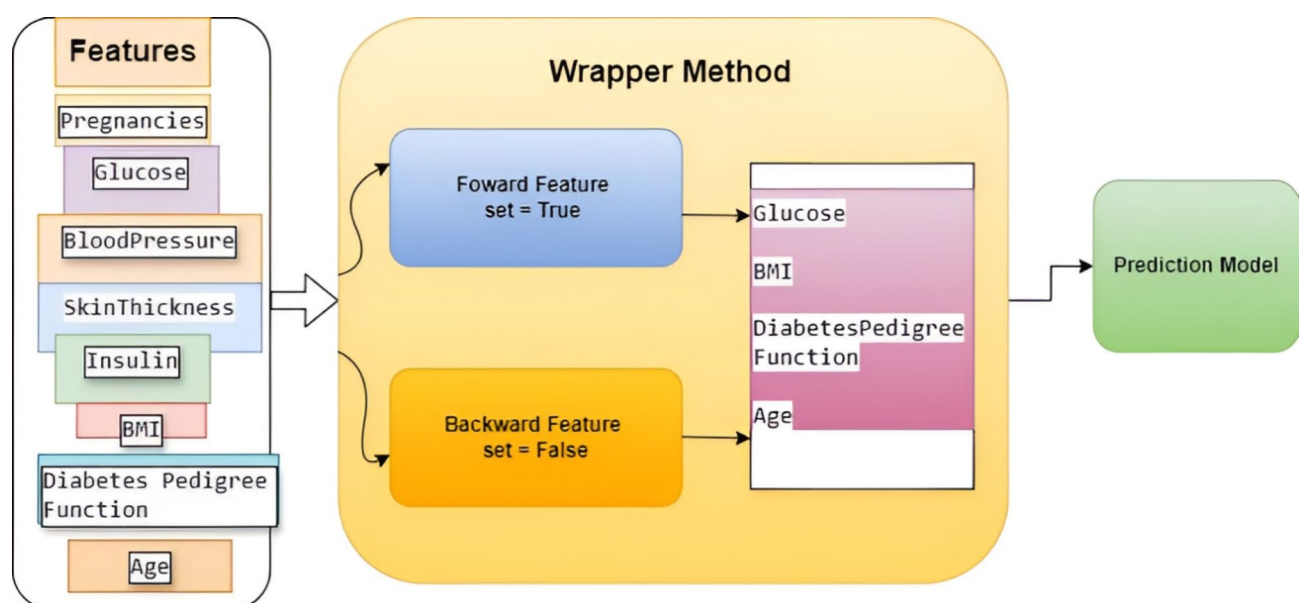 Features
Pregnancies
Glucose
BloodPressure
SkinThickness
Insulin
BMI
Diabetes Pedigree
Function
Age
Wrapper Method
Foward Feature
set = True
Backward Feature
set = False
Glucose
BMI
DiabetesPedigree
Function
Age
Prediction Model